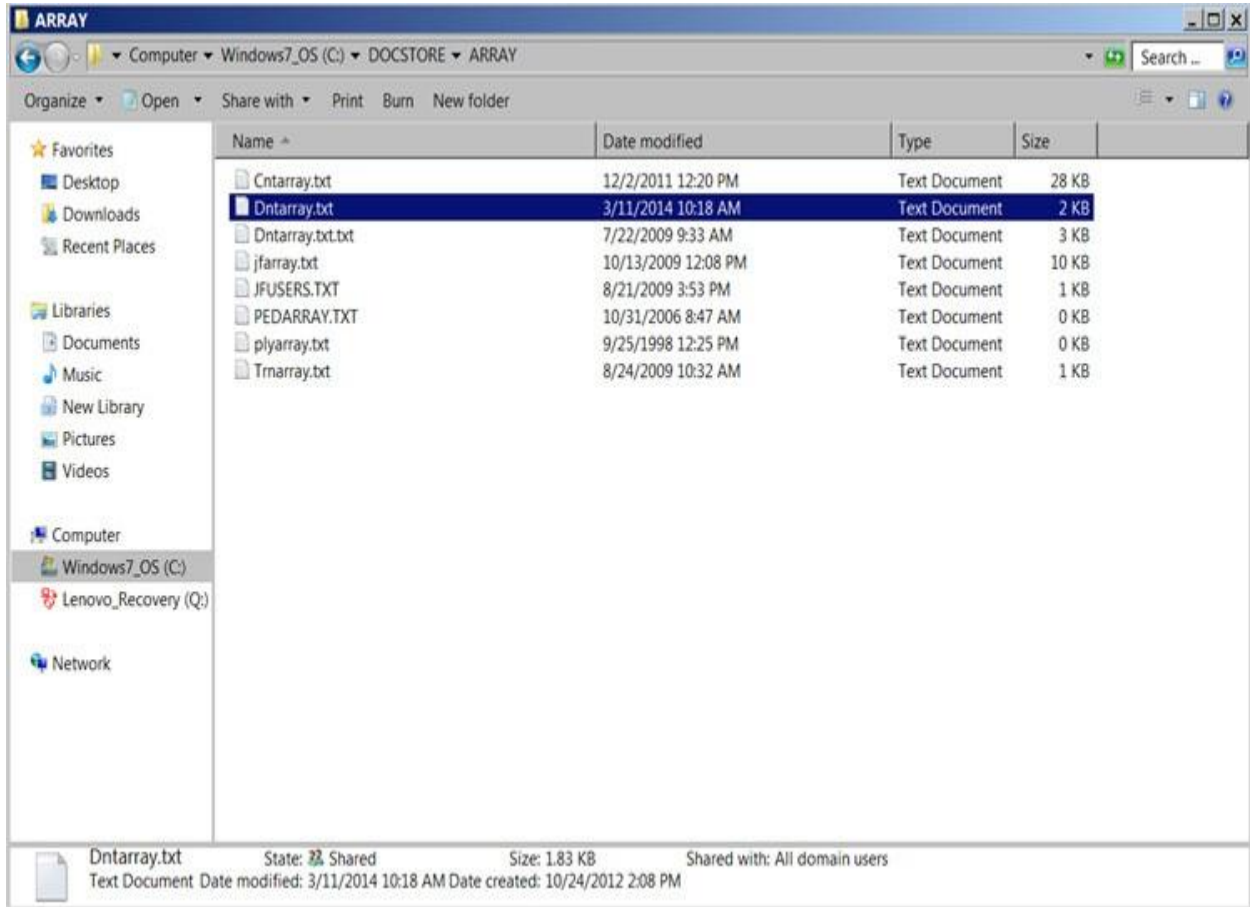 ARRAY
Computer Windows7_OS (C:) DOCSTORE ARRAY Search ...
Organize Open Share with Print Burn New folder
Favorites
Desktop
Downloads
Recent Places
Libraries
Documents
Music
New Library
Pictures
Videos
Computer
Windows7_OS (C:)
Lenovo_Recovery (Q:)
Network
Name Date modified Type Size
Cntarray.txt 12/2/2011 12:20 PM Text Document 28 KB
Dntarray.txt 3/11/2014 10:18 AM Text Document 2 KB
Dntarray.txt.txt 7/22/2009 9:33 AM Text Document 3 KB
jfarray.txt 10/13/2009 12:08 PM Text Document 10 KB
JFUSERS.TXT 8/21/2009 3:53 PM Text Document 1 KB
PEDARRAY.TXT 10/31/2006 8:47 AM Text Document 0 KB
plyarray.txt 9/25/1998 12:25 PM Text Document 0 KB
Trnarray.txt 8/24/2009 10:32 AM Text Document 1 KB
Dntarray.txt State: Shared Size: 1.83 KB Shared with: All domain users
Text Document Date modified: 3/11/2014 10:18 AM Date created: 10/24/2012 2:08 PM